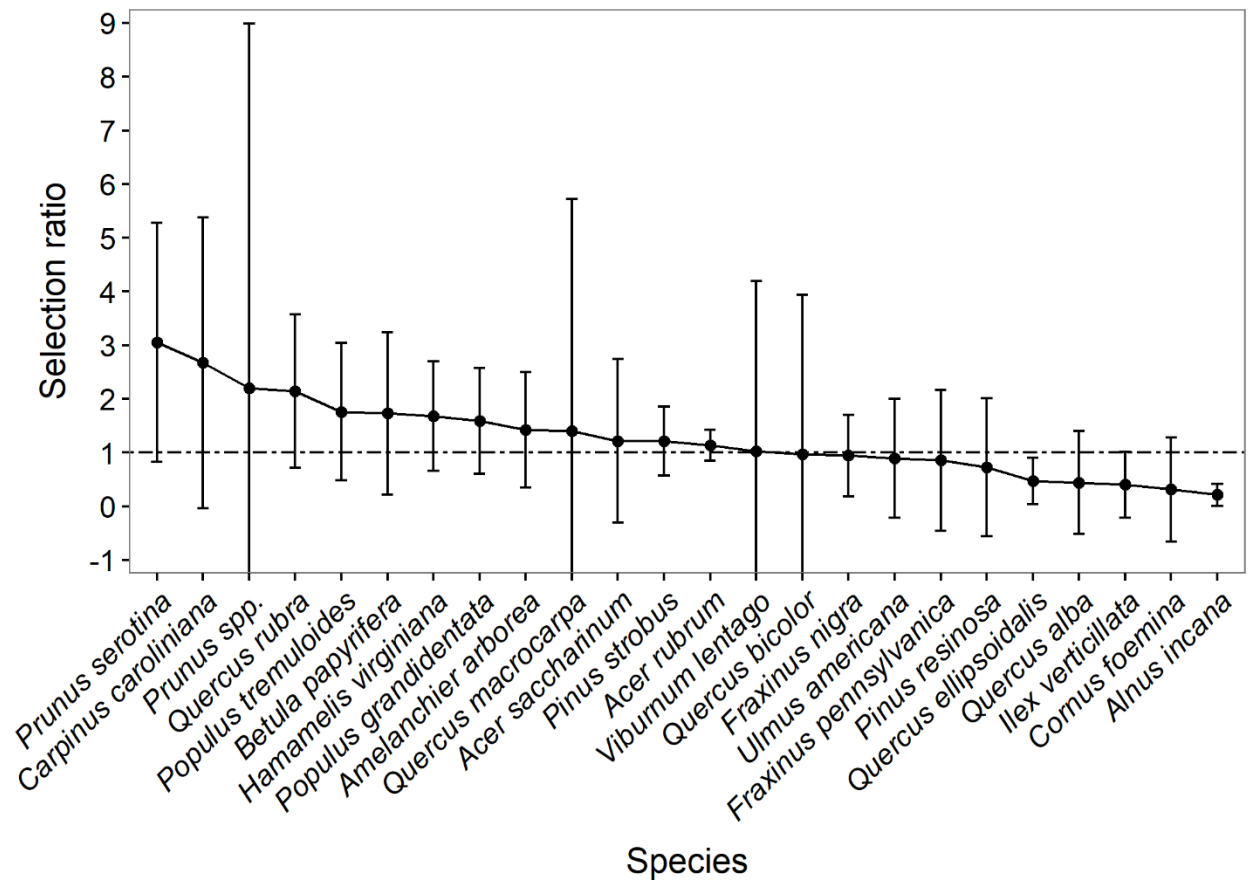 Selection ratio
9
8
7
6
5
4
3
2
1
0
-1
Prunus serotina
Carpinus caroliniana
Prunus spp.
Quercus rubra
Populus tremuloides
Betula papyrifera
Hamamelis virginiana
Populus grandidentata
Amelanchier arborea
Quercus macrocarpa
Acer saccharinum
Pinus strobus
Acer rubrum
Viburnum lentago
Quercus bicolor
Fraxinus nigra
Ulmus americana
Fraxinus pennsylvanica
Pinus resinosa
Quercus ellipsoidalis
Quercus alba
Ilex verticillata
Cornus foemina
Alnus incana
Species